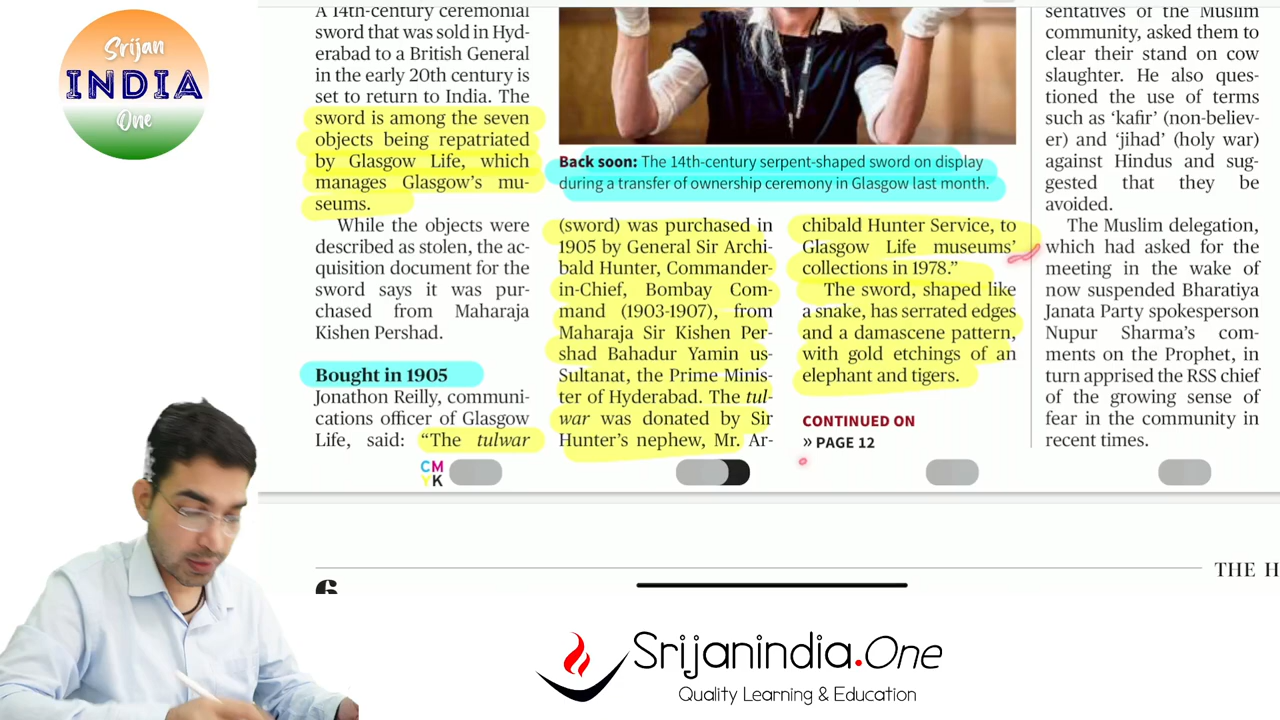 Srijan
INDIA
One
A 14th-century ceremonial
sword that was sold in Hyd-
erabad to a British General
in the early 20th century is
set to return to India. The
sword is among the seven
objects being repatriated
by Glasgow Life, which
manages Glasgow's mu-
seums.
While the objects were
described as stolen, the ac-
quisition document for the
sword says it was pur-
chased from Maharaja
Kishen Pershad.
Bought in 1905
Jonathon Reilly, communi-
cations officer of Glasgow
Life, said: “The tulwar
Back soon: The 14th-century serpent-shaped sword on display
during a transfer of ownership ceremony in Glasgow last month.
(sword) was purchased in
1905 by General Sir Archi-
bald Hunter, Commander-
in-Chief, Bombay Com-
mand (1903-1907), from
Maharaja Sir Kishen Per-
shad Bahadur Yamin us-
Sultanat, the Prime Minis-
ter of Hyderabad. The tul-
war was donated by Sir
Hunter's nephew, Mr. Ar-
chibald Hunter Service, to
Glasgow Life museums'
collections in 1978.”
The sword, shaped like
a snake, has serrated edges
and a damascene pattern,
with gold etchings of an
elephant and tigers.
CONTINUED ON
» PAGE 12
sentatives of the Muslim
community, asked them to
clear their stand on cow
slaughter. He also ques-
tioned the use of terms
such as ‘kafir’ (non-believ-
er) and ‘jihad’ (holy war)
against Hindus and sug-
gested that they be
avoided.
The Muslim delegation,
which had asked for the
meeting in the wake of
now suspended Bharatiya
Janata Party spokesperson
Nupur Sharma's com-
ments on the Prophet, in
turn apprised the RSS chief
of the growing sense of
fear in the community in
recent times.
CM
YK
6
THE H
Srijanindia.One
Quality Learning & Education